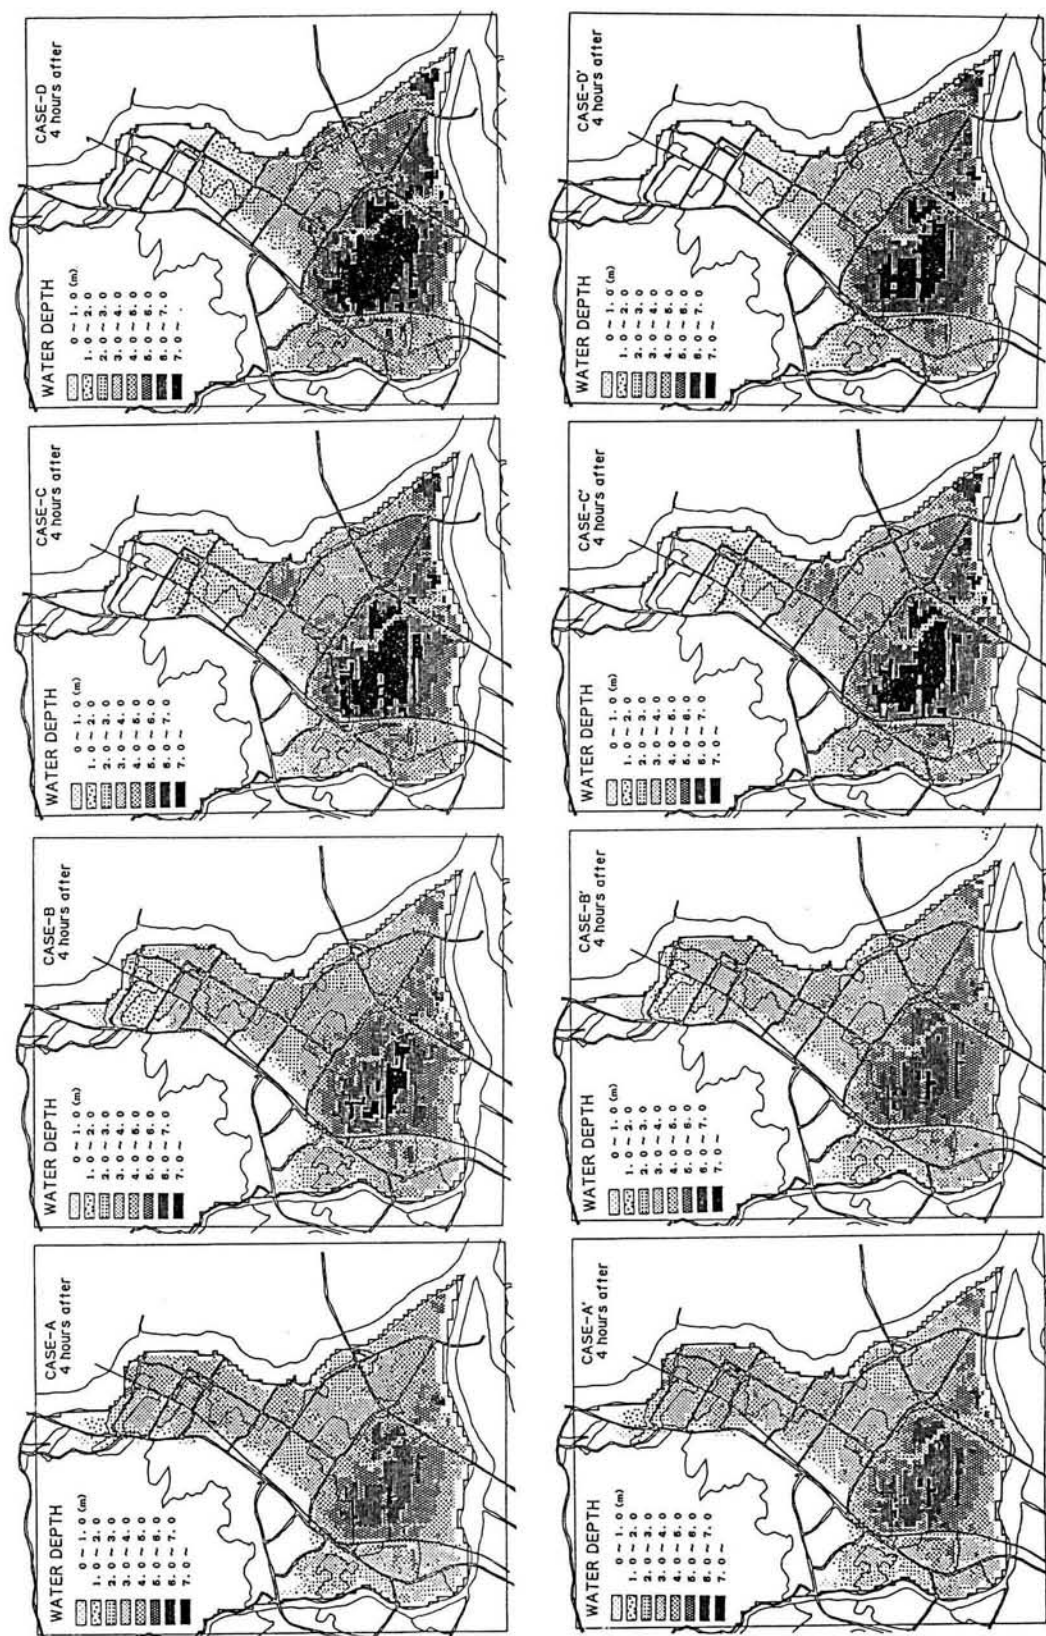 WATER DEPTH
0 ~ 1.0 (m)
1.0 ~ 2.0
2.0 ~ 3.0
3.0 ~ 4.0
4.0 ~ 5.0
5.0 ~ 6.0
6.0 ~ 7.0
7.0 ~
CASE-A
4 hours after
WATER DEPTH
0 ~ 1.0 (m)
1.0 ~ 2.0
2.0 ~ 3.0
3.0 ~ 4.0
4.0 ~ 5.0
5.0 ~ 6.0
6.0 ~ 7.0
7.0 ~
CASE-B
4 hours after
WATER DEPTH
0 ~ 1.0 (m)
1.0 ~ 2.0
2.0 ~ 3.0
3.0 ~ 4.0
4.0 ~ 5.0
5.0 ~ 6.0
6.0 ~ 7.0
7.0 ~
CASE-C
4 hours after
WATER DEPTH
0 ~ 1.0 (m)
1.0 ~ 2.0
2.0 ~ 3.0
3.0 ~ 4.0
4.0 ~ 5.0
5.0 ~ 6.0
6.0 ~ 7.0
7.0 ~
CASE-D
4 hours after
WATER DEPTH
0 ~ 1.0 (m)
1.0 ~ 2.0
2.0 ~ 3.0
3.0 ~ 4.0
4.0 ~ 5.0
5.0 ~ 6.0
6.0 ~ 7.0
7.0 ~
CASE-A'
4 hours after
WATER DEPTH
0 ~ 1.0 (m)
1.0 ~ 2.0
2.0 ~ 3.0
3.0 ~ 4.0
4.0 ~ 5.0
5.0 ~ 6.0
6.0 ~ 7.0
7.0 ~
CASE-B'
4 hours after
WATER DEPTH
0 ~ 1.0 (m)
1.0 ~ 2.0
2.0 ~ 3.0
3.0 ~ 4.0
4.0 ~ 5.0
5.0 ~ 6.0
6.0 ~ 7.0
7.0 ~
CASE-C'
4 hours after
WATER DEPTH
0 ~ 1.0 (m)
1.0 ~ 2.0
2.0 ~ 3.0
3.0 ~ 4.0
4.0 ~ 5.0
5.0 ~ 6.0
6.0 ~ 7.0
7.0 ~
CASE-D'
4 hours after